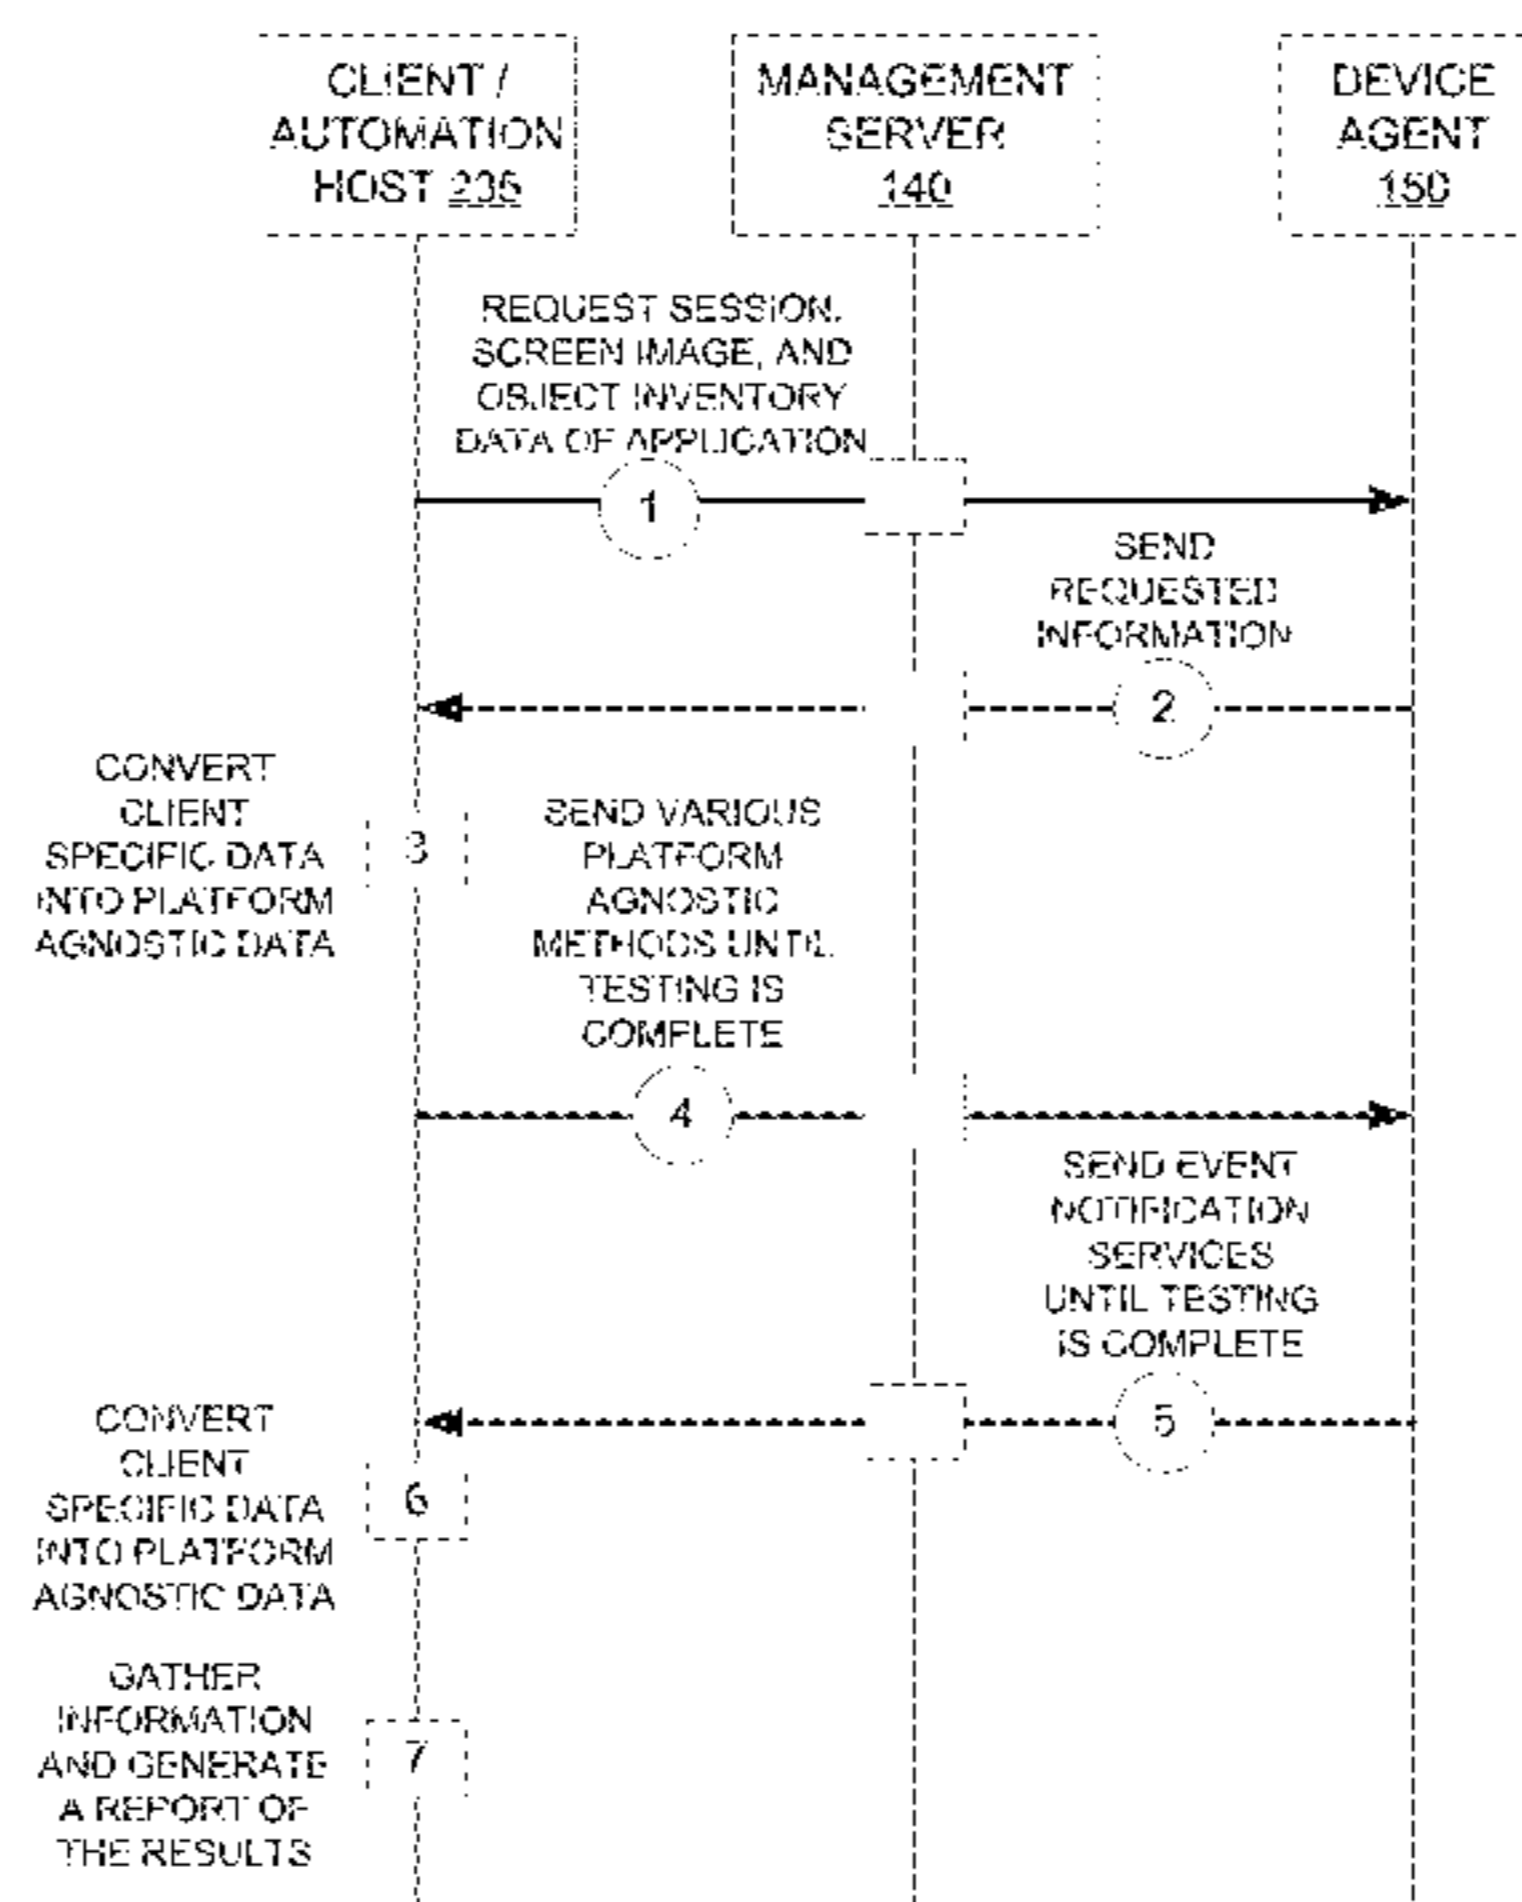 CLIENT /
AUTOMATION
HOST 235
MANAGEMENT
SERVER
140
DEVICE
AGENT
150
REQUEST SESSION,
SCREEN IMAGE, AND
OBJECT INVENTORY
DATA OF APPLICATION
1
SEND
REQUESTED
INFORMATION
2
CONVERT
CLIENT
SPECIFIC DATA
INTO PLATFORM
AGNOSTIC DATA
3
SEND VARIOUS
PLATFORM
AGNOSTIC
METHODS UNTIL
TESTING IS
COMPLETE
4
SEND EVENT
NOTIFICATION
SERVICES
UNTIL TESTING
IS COMPLETE
5
CONVERT
CLIENT
SPECIFIC DATA
INTO PLATFORM
AGNOSTIC DATA
6
GATHER
INFORMATION
AND GENERATE
A REPORT OF
THE RESULTS
7